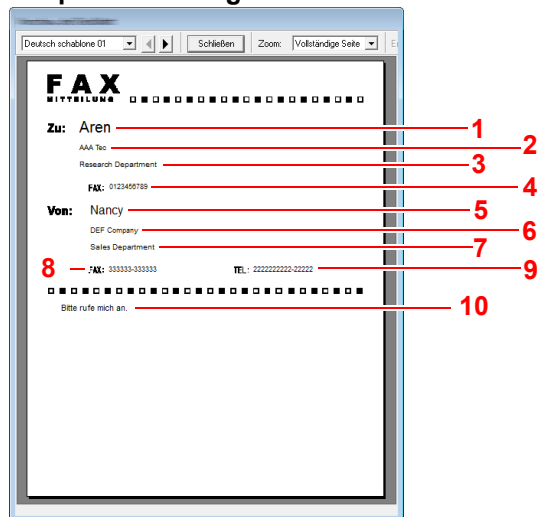 Deutsch schablone 01 Schließen Zoom: Vollständige Seite
FAX
MITTEILUNG
Zu: Aren 1
AAA Tec 2
Research Department 3
FAX: 0123456789 4
Von: Nancy 5
DEF Company 6
Sales Department 7
8 FAX: 333333-333333 TEL: 2222222222-22222 9
Bitte rufe mich an. 10